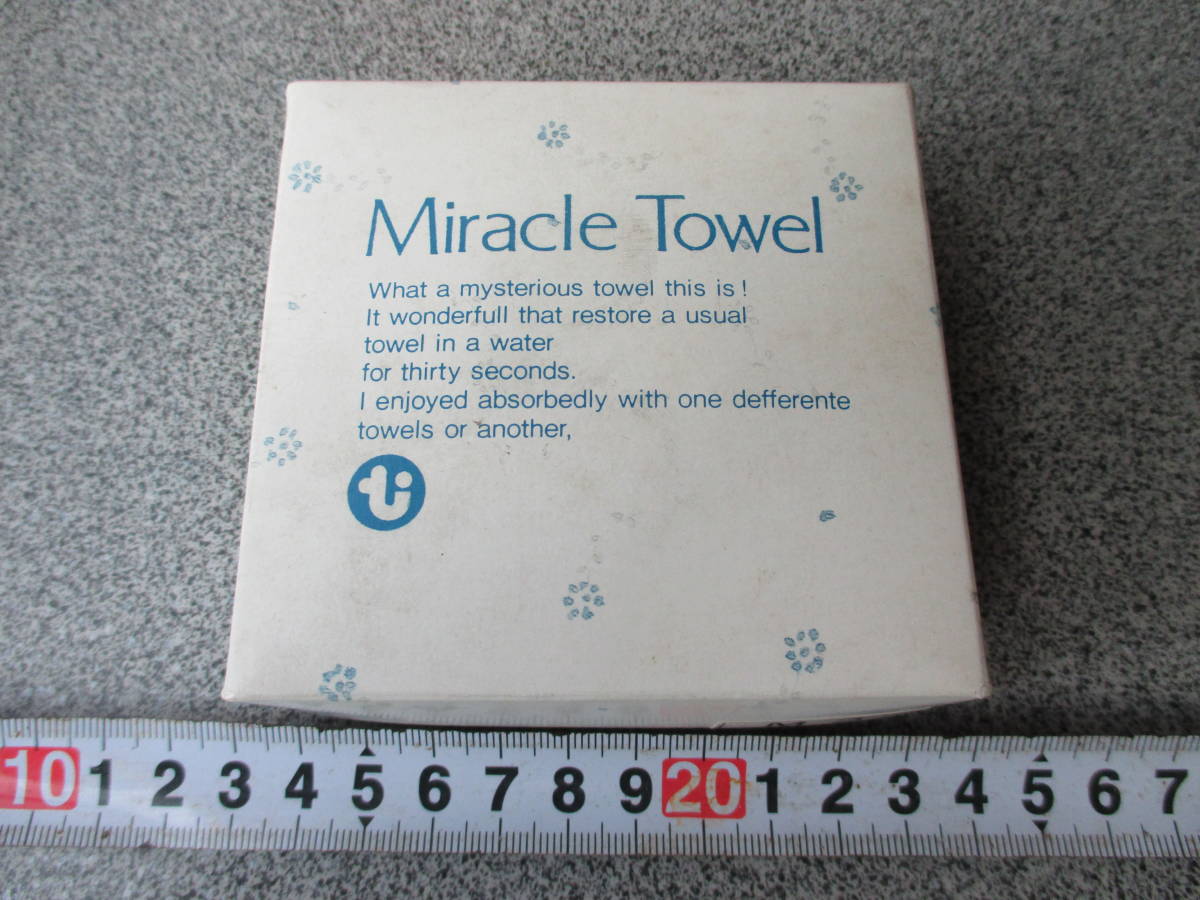 Miracle Towel
What a mysterious towel this is !
It wonderfull that restore a usual
towel in a water
for thirty seconds.
I enjoyed absorbedly with one defferente
towels or another,
10 1 2 3 4 5 6 7 8 9 20 1 2 3 4 5 6 7